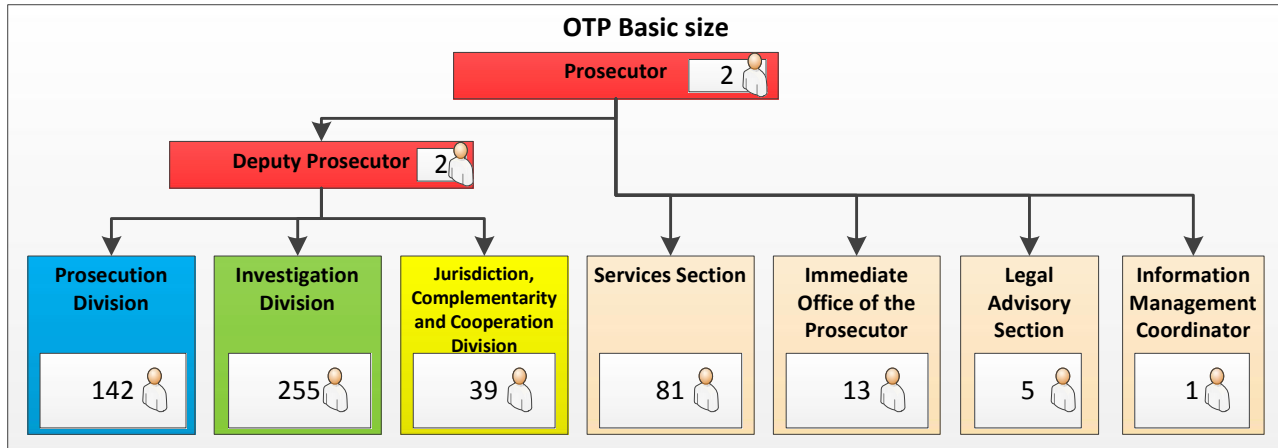 OTP Basic size
Prosecutor
2
Deputy Prosecutor
2
Prosecution
Division
142
Investigation
Division
255
Jurisdiction,
Complementarity
and Cooperation
Division
39
Services Section
81
Immediate
Office of the
Prosecutor
13
Legal
Advisory
Section
5
Information
Management
Coordinator
1